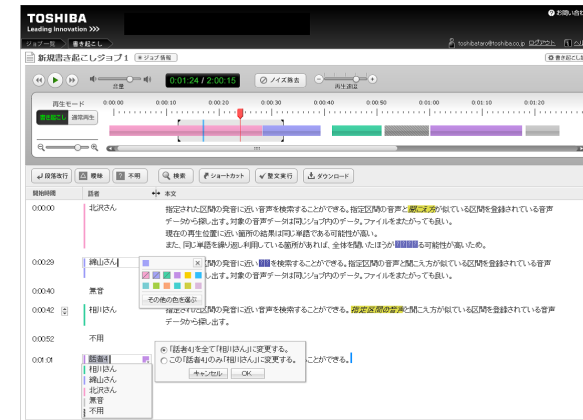 TOSHIBA
Leading Innovation >>>
お問い合わせ
ジョブ一覧 書き起こし
toshibataro@toshiba.co.jp ログアウト
新規書き起こしジョブ1 ジョブ情報
書き起こし
音量
0:01:24 / 2:00:15
ノイズ除去
再生速度
再生モード
書き起こし 通常再生
0:00:00 0:00:10 0:00:20 0:00:30 0:00:40 0:00:50 0:01:00 0:01:10 0:01:20
段落改行 曖昧 不明 検索 ショートカット 整文実行 ダウンロード
開始時間 話者 本文
0:00:00 北沢さん 指定された区間の発音に近い音を検索することができる。指定区間の音声と聞こえ方が似ている区間を登録されている音声
データから探し出す。対象の音声データは同じジョブ内のデータ。ファイルをまたがっても良い。
現在の再生位置に近い箇所の結果は同じ単語である可能性が高い。
また、同じ単語を繰り返し利用している箇所があれば、全体を聞いたほうが可能性が高いため。
0:00:29 綿山さん 区間の発音に近いことができる。指定区間の音声と聞こえ方が似ている区間を登録されている音声
し出す。対象の音声データは同じジョブ内のデータ。ファイルをまたがっても良い。
その他の色を選ぶ
0:00:40 無音
0:00:42 相川さん 指定された区間の発音に近い音を検索することができる。指定区間の音声と聞こえ方が似ている区間を登録されている音声
データから探し出す。
0:00:52 不用
0:01:01 話者4 ことができる。
「話者4」を全て「相川さん」に変更する。
この「話者4」のみ「相川さん」に変更する。
キャンセル OK
相川さん
綿山さん
北沢さん
無音
不用